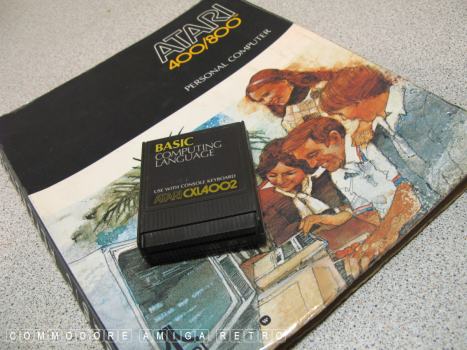 ATARI
400/800
PERSONAL COMPUTER
BASIC
COMPUTING
LANGUAGE
USE WITH CONSOLE KEYBOARD
ATARI CXL4002
COMMODORE AMIGA RETRO